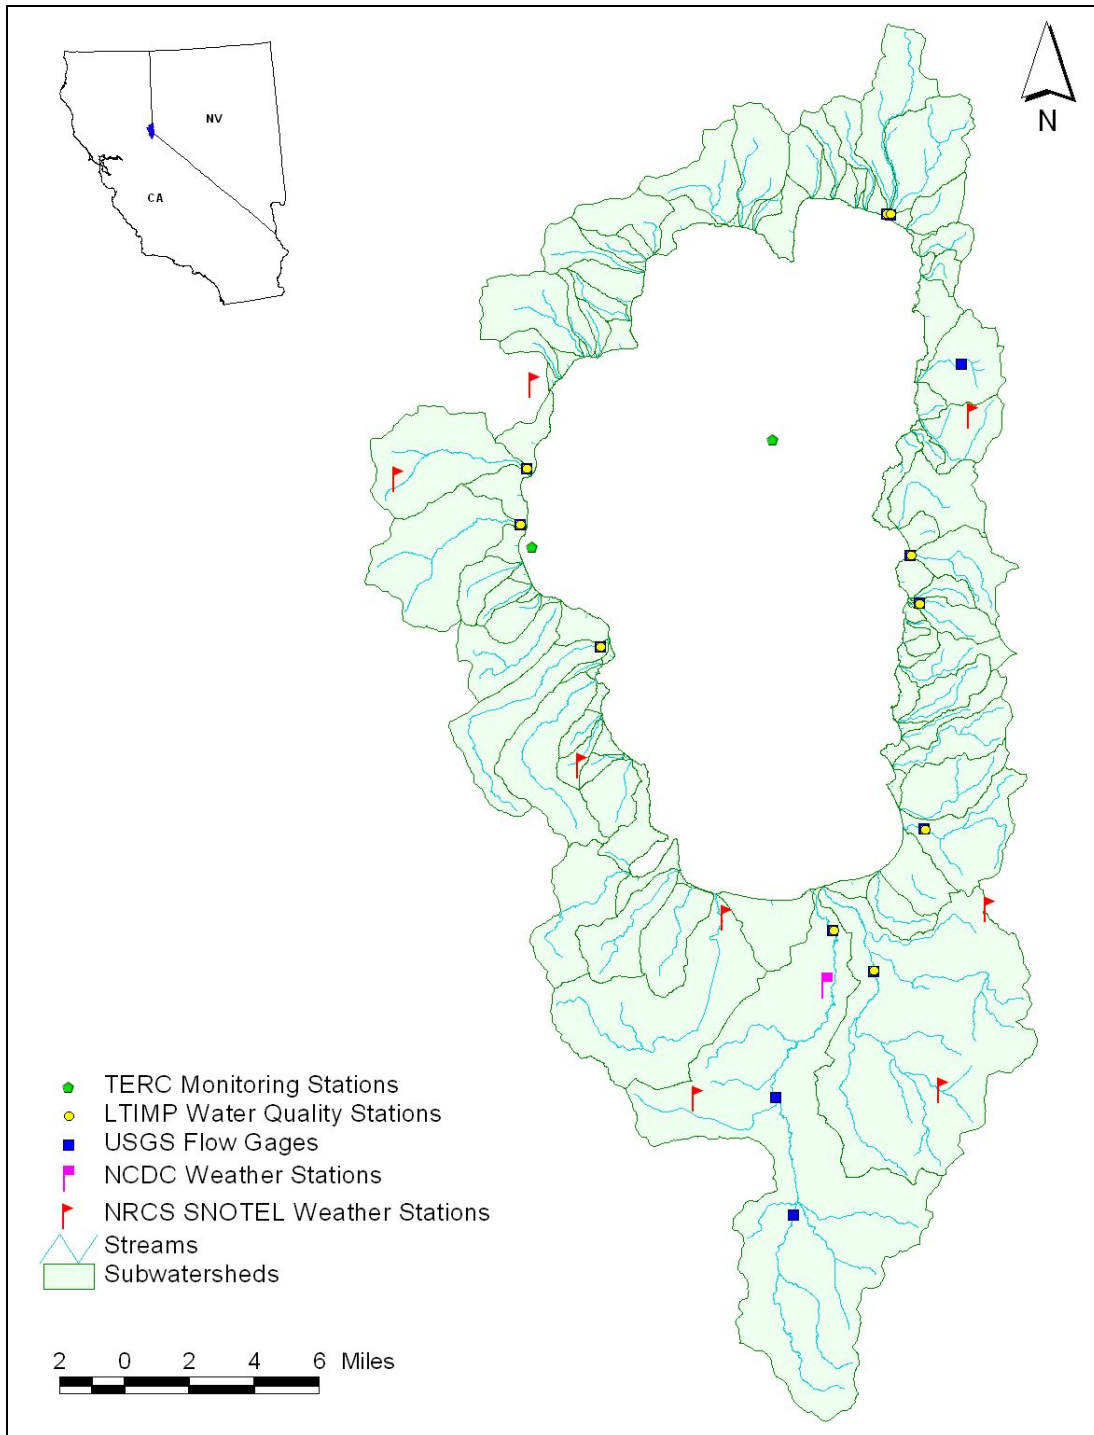 NV
CA
N
TERC Monitoring Stations
LTIMP Water Quality Stations
USGS Flow Gages
NCDC Weather Stations
NRCS SNOTEL Weather Stations
Streams
Subwatersheds
2 0 2 4 6 Miles